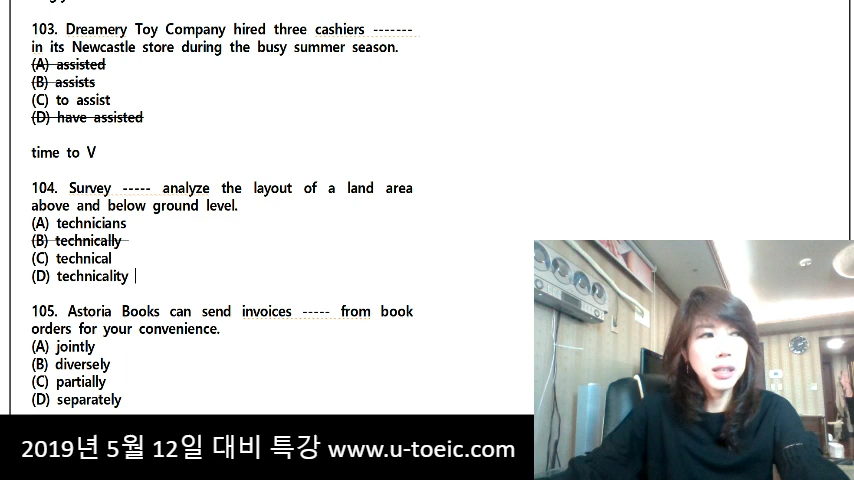 103. Dreamery Toy Company hired three cashiers -------
in its Newcastle store during the busy summer season.
(A) assisted
(B) assists
(C) to assist
(D) have assisted
time to V
104. Survey ----- analyze the layout of a land area
above and below ground level.
(A) technicians
(B) technically
(C) technical
(D) technicality
105. Astoria Books can send invoices ----- from book
orders for your convenience.
(A) jointly
(B) diversely
(C) partially
(D) separately
2019년 5월 12일 대비 특강 www.u-toeic.com